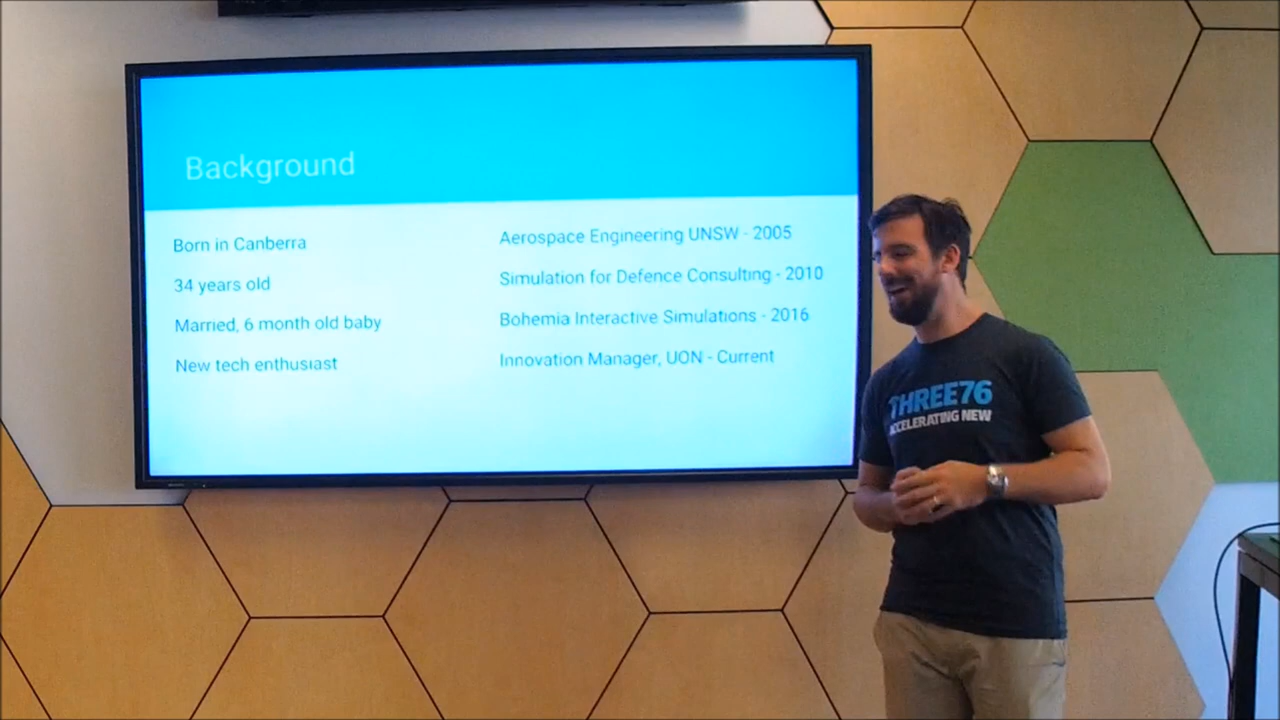 Background
Born in Canberra
34 years old
Married, 6 month old baby
New tech enthusiast
Aerospace Engineering UNSW - 2005
Simulation for Defence Consulting - 2010
Bohemia Interactive Simulations - 2016
Innovation Manager, UON - Current
THREE76
ACCELERATING NEW